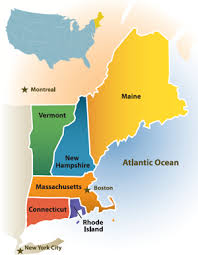 Montreal
Maine
Vermont
New
Hampshire
Atlantic Ocean
Massachusetts
Boston
Connecticut
Rhode
Island
New York City